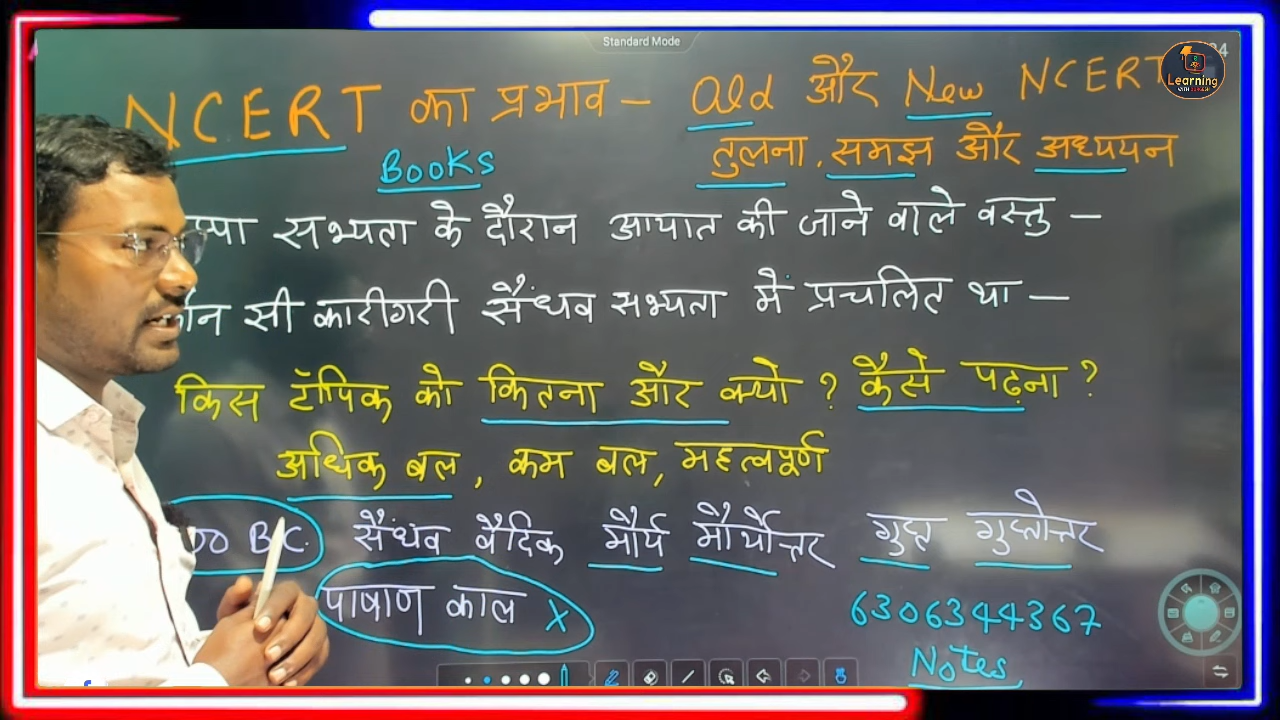 Standard Mode
Learning
NCERT का प्रभाव – Old और New NCERT
Books
तुलना, समझ और अध्ययन
सभ्यता के दौरान आयात की जाने वाले वस्तु –
सी कारीगरी सैंधव सभ्यता में प्रचलित था –
किस टॉपिक को कितना और क्यो ? कैसे पढ़ना ?
अधिक बल, कम बल, महत्वपूर्ण
B.C. सैंधव वैदिक मौर्य मौर्योत्तर गुप्त गुप्तोत्तर
पाषाण काल X
6306344367
Notes